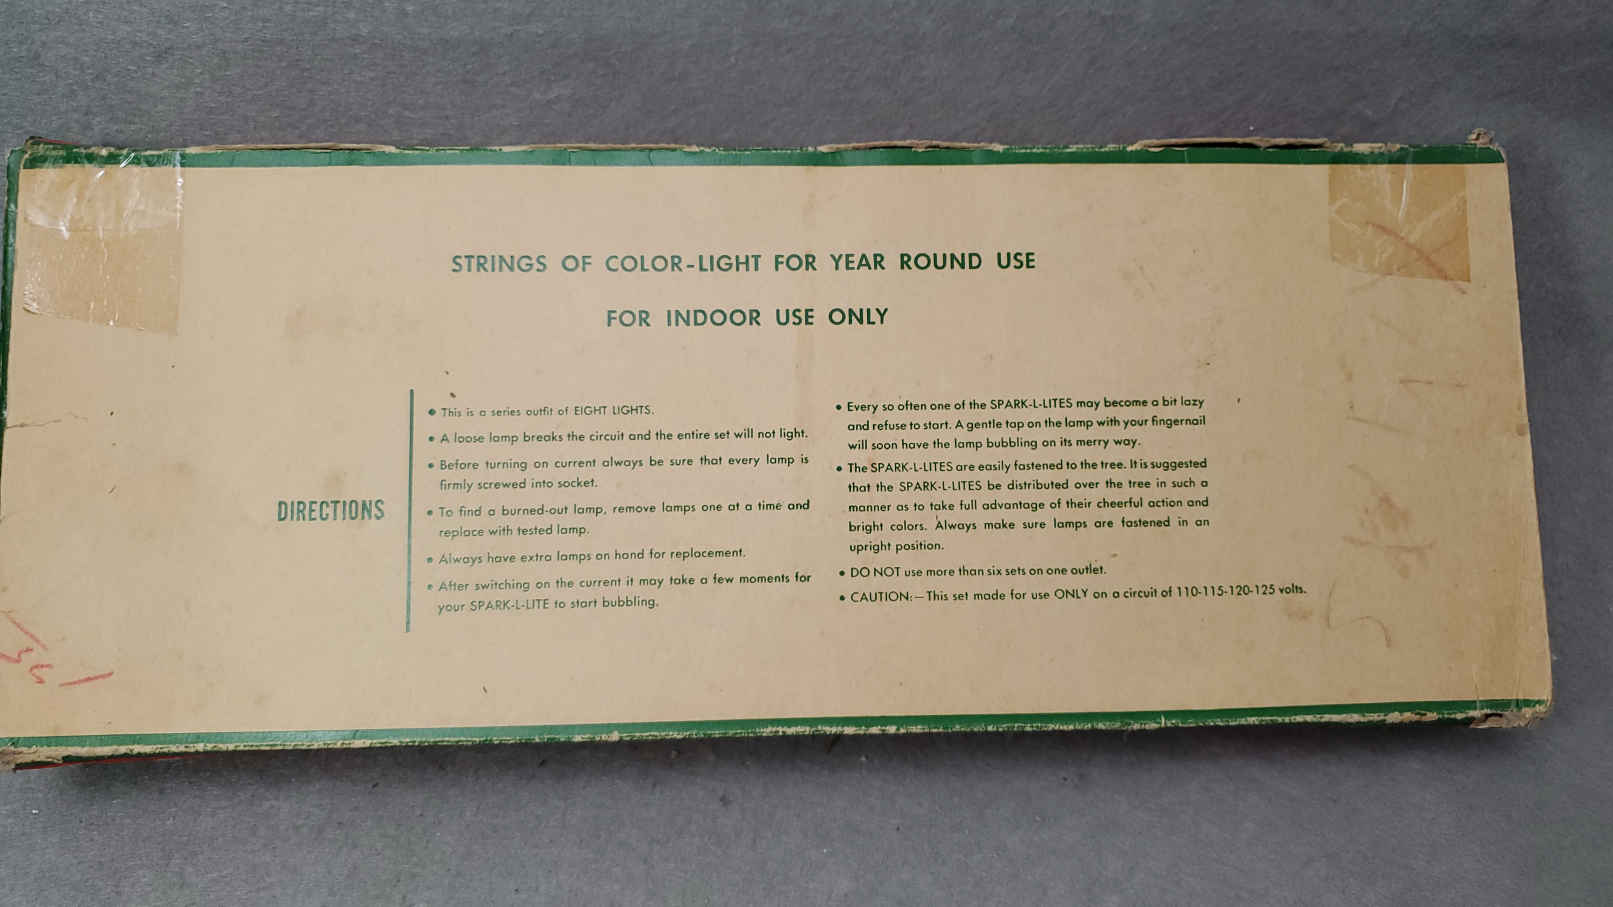 STRINGS OF COLOR-LIGHT FOR YEAR ROUND USE
FOR INDOOR USE ONLY
DIRECTIONS
• This is a series outfit of EIGHT LIGHTS.
• A loose lamp breaks the circuit and the entire set will not light.
• Before turning on current always be sure that every lamp is
firmly screwed into socket.
• To find a burned-out lamp, remove lamps one at a time and
replace with tested lamp.
• Always have extra lamps on hand for replacement.
• After switching on the current it may take a few moments for
your SPARK-L-LITE to start bubbling.
• Every so often one of the SPARK-L-LITES may become a bit lazy
and refuse to start. A gentle tap on the lamp with your fingernail
will soon have the lamp bubbling on its merry way.
• The SPARK-L-LITES are easily fastened to the tree. It is suggested
that the SPARK-L-LITES be distributed over the tree in such a
manner as to take full advantage of their cheerful action and
bright colors. Always make sure lamps are fastened in an
upright position.
• DO NOT use more than six sets on one outlet.
• CAUTION:—This set made for use ONLY on a circuit of 110-115-120-125 volts.